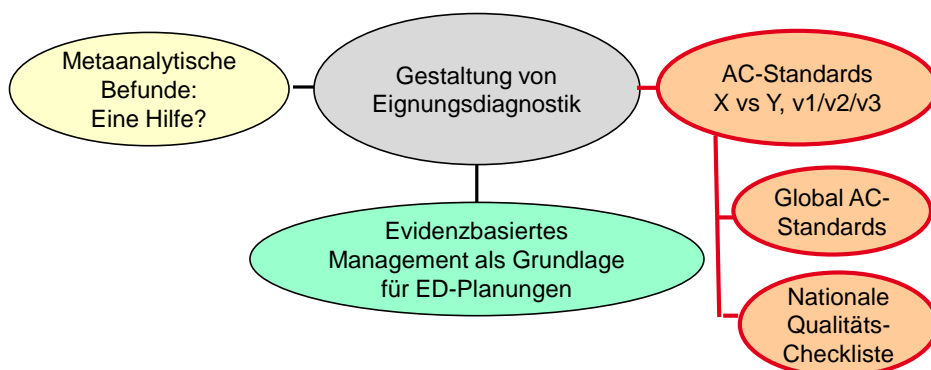 Metaanalytische
Befunde:
Eine Hilfe?
Gestaltung von
Eignungsdiagnostik
AC-Standards
X vs Y, v1/v2/v3
Global AC-
Standards
Evidenzbasiertes
Management als Grundlage
für ED-Planungen
Nationale
Qualitäts-
Checkliste